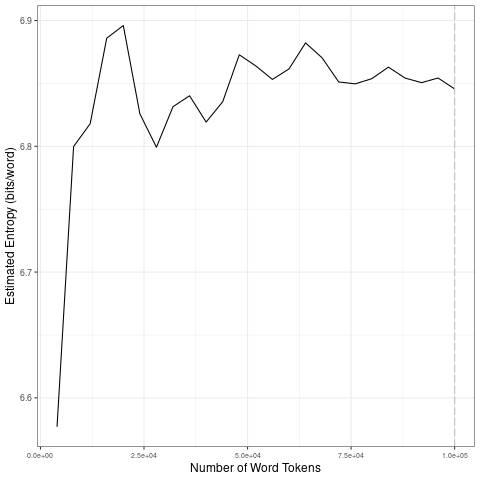 6.9
6.8
6.7
6.6
Estimated Entropy (bits/word)
0.0e+00 2.5e+04 5.0e+04 7.5e+04 1.0e+05
Number of Word Tokens